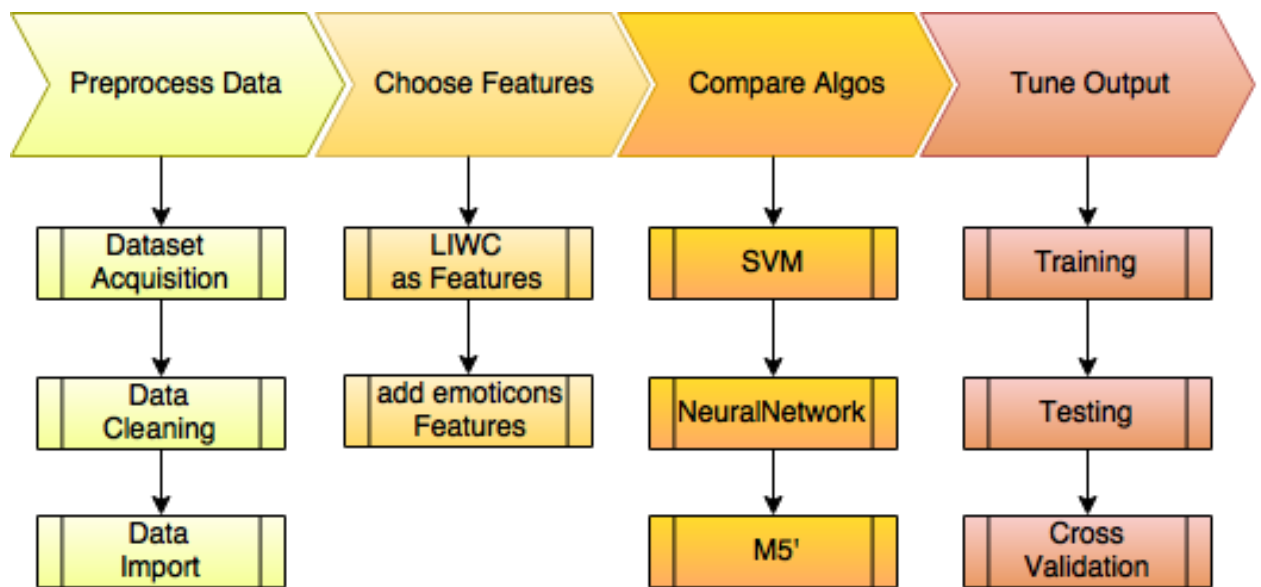 Preprocess Data
Choose Features
Compare Algos
Tune Output
Dataset
Acquisition
Data
Cleaning
Data
Import
LIWC
as Features
add emoticons
Features
SVM
NeuralNetwork
M5'
Training
Testing
Cross
Validation